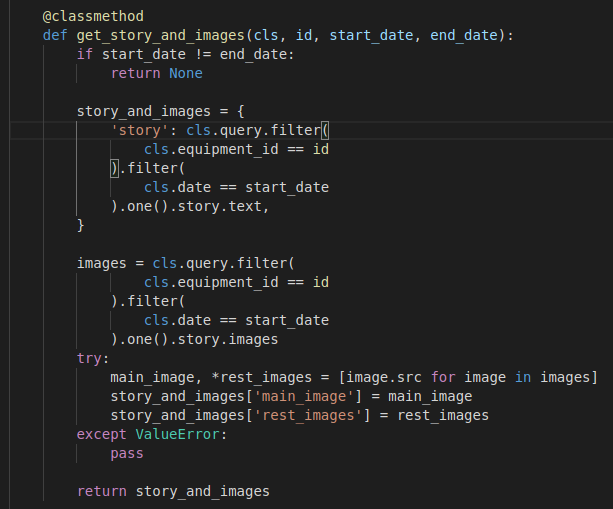 @classmethod
def get_story_and_images(cls, id, start_date, end_date):
    if start_date != end_date:
        return None

    story_and_images = {
        'story': cls.query.filter(
            cls.equipment_id == id
        ).filter(
            cls.date == start_date
        ).one().story.text,
    }

    images = cls.query.filter(
            cls.equipment_id == id
        ).filter(
            cls.date == start_date
        ).one().story.images
    try:
        main_image, *rest_images = [image.src for image in images]
        story_and_images['main_image'] = main_image
        story_and_images['rest_images'] = rest_images
    except ValueError:
        pass

    return story_and_images